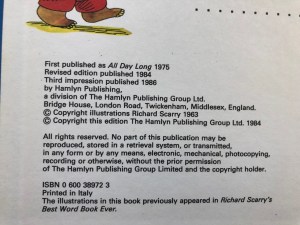 First published as All Day Long 1975
Revised edition published 1984
Third impression published 1986
by Hamlyn Publishing,
a division of The Hamlyn Publishing Group Ltd.
Bridge House, London Road, Twickenham, Middlesex, England.
© Copyright illustrations Richard Scarry 1963
© Copyright this edition The Hamlyn Publishing Group Ltd. 1984
All rights reserved. No part of this publication may be
reproduced, stored in a retrieval system, or transmitted,
in any form or by any means, electronic, mechanical, photocopying,
recording or otherwise, without the prior permission
of The Hamlyn Publishing Group Limited and the copyright holder.
ISBN 0 600 38972 3
Printed in Italy
The illustrations in this book previously appeared in Richard Scarry's
Best Word Book Ever.